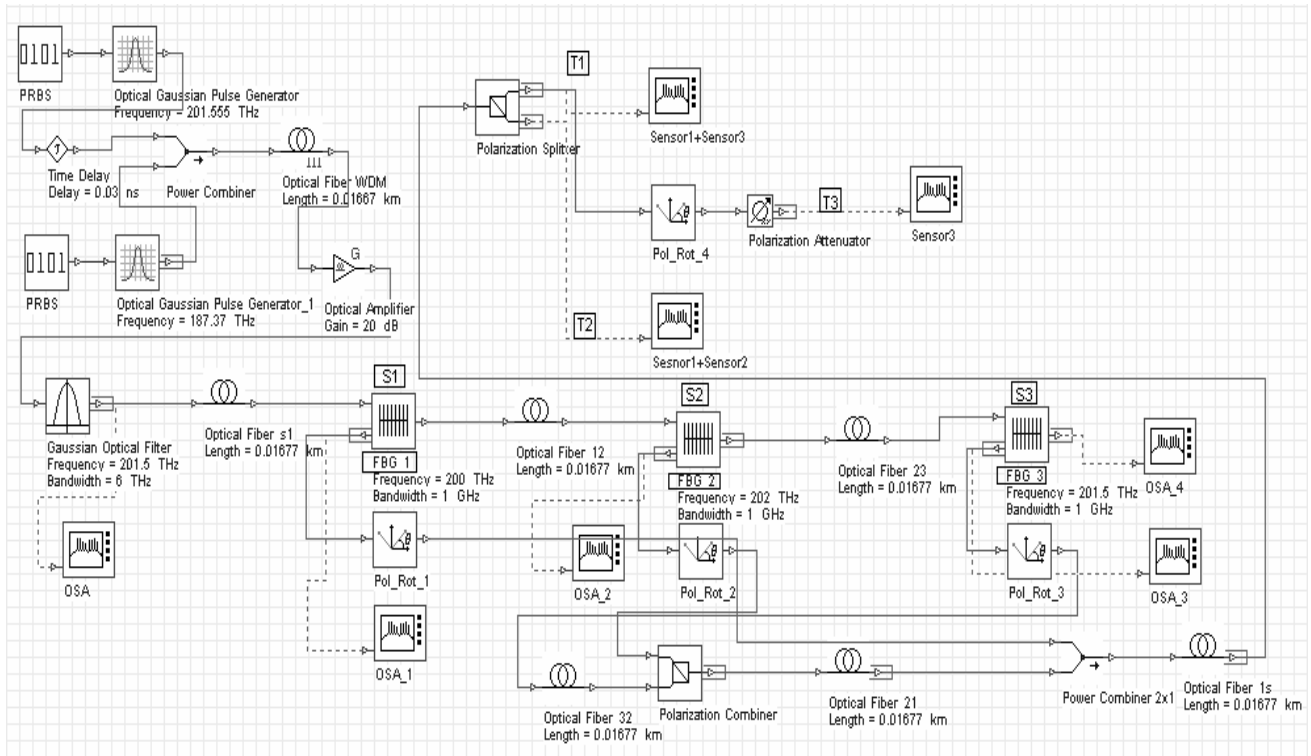 0101
PRBS
Optical Gaussian Pulse Generator
Frequency = 201.555 THz
T1
Sensor1+Sensor3
Polarization Splitter
Time Delay
Delay = 0.03 ns
Power Combiner
Optical Fiber WDM
Length = 0.01667 km
Pol_Rot_4
Polarization Attenuator
T3
Sensor3
0101
PRBS
Optical Gaussian Pulse Generator_1
Frequency = 187.37 THz
G
Optical Amplifier
Gain = 20 dB
T2
Sesnor1+Sensor2
Gaussian Optical Filter
Frequency = 201.5 THz
Bandwidth = 6 THz
Optical Fiber s1
Length = 0.01677 km
S1
FBG 1
Frequency = 200 THz
Bandwidth = 1 GHz
Optical Fiber 12
Length = 0.01677 km
S2
FBG 2
Frequency = 202 THz
Bandwidth = 1 GHz
Optical Fiber 23
Length = 0.01677 km
S3
FBG 3
Frequency = 201.5 THz
Bandwidth = 1 GHz
OSA_4
OSA
Pol_Rot_1
OSA_1
OSA_2
Pol_Rot_2
Pol_Rot_3
OSA_3
Optical Fiber 32
Length = 0.01677 km
Polarization Combiner
Optical Fiber 21
Length = 0.01677 km
Power Combiner 2x1
Optical Fiber 1s
Length = 0.01677 km